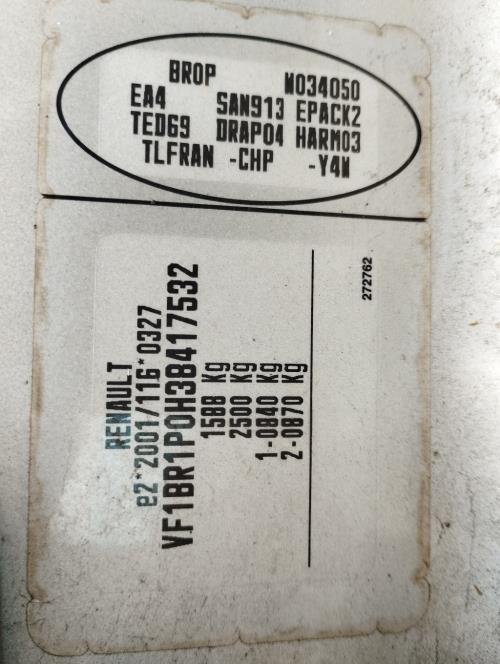 BROP M034050
EA4 SAN913 EPACK2
TED69 DRAP04 HARM03
TLFRAN -CHP -Y4M
RENAULT
e2*2001/116*0327
VF1BR1P0H38417532
1588 Kg
2500 Kg
1-0840 Kg
2-0870 Kg
272762